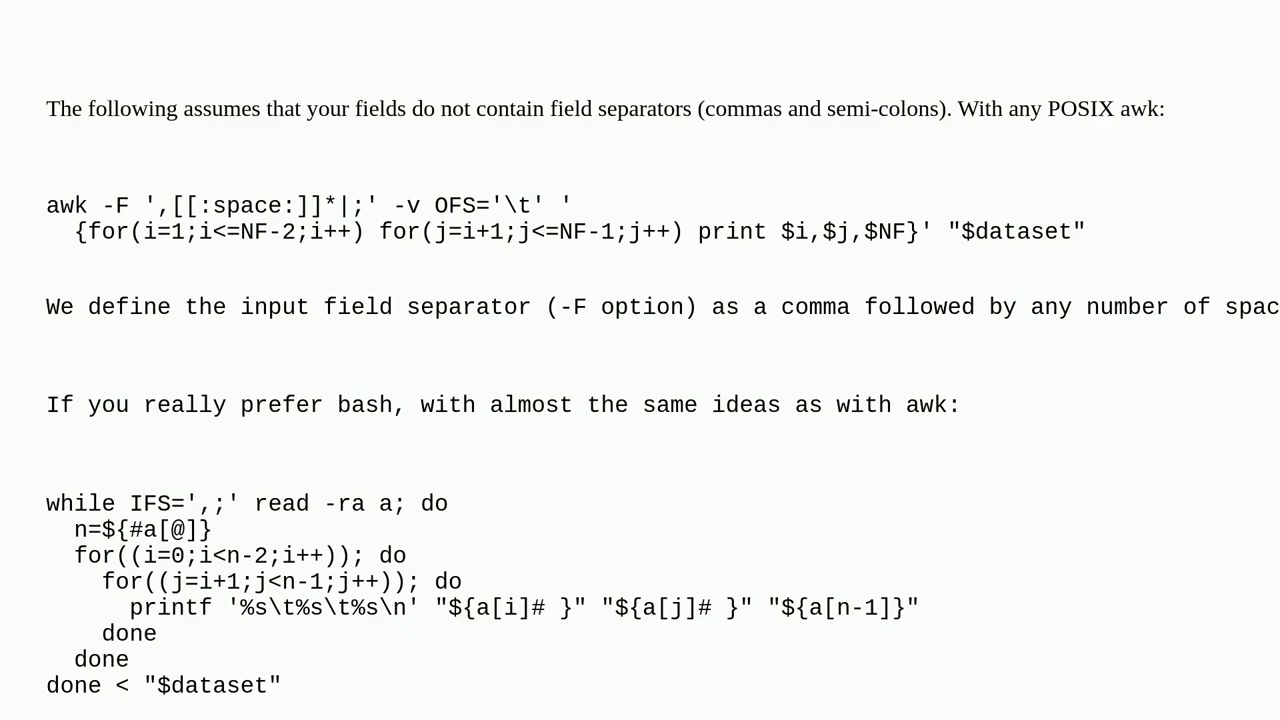 The following assumes that your fields do not contain field separators (commas and semi-colons). With any POSIX awk:
awk -F ',[[:space:]]*|;' -v OFS='\t' '
  {for(i=1;i<=NF-2;i++) for(j=i+1;j<=NF-1;j++) print $i,$j,$NF}' "$dataset"
We define the input field separator (-F option) as a comma followed by any number of spac
If you really prefer bash, with almost the same ideas as with awk:
while IFS=',;' read -ra a; do
  n=${#a[@]}
  for((i=0;i<n-2;i++)); do
    for((j=i+1;j<n-1;j++)); do
      printf '%s\t%s\t%s\n' "${a[i]# }" "${a[j]# }" "${a[n-1]}"
    done
  done
done < "$dataset"